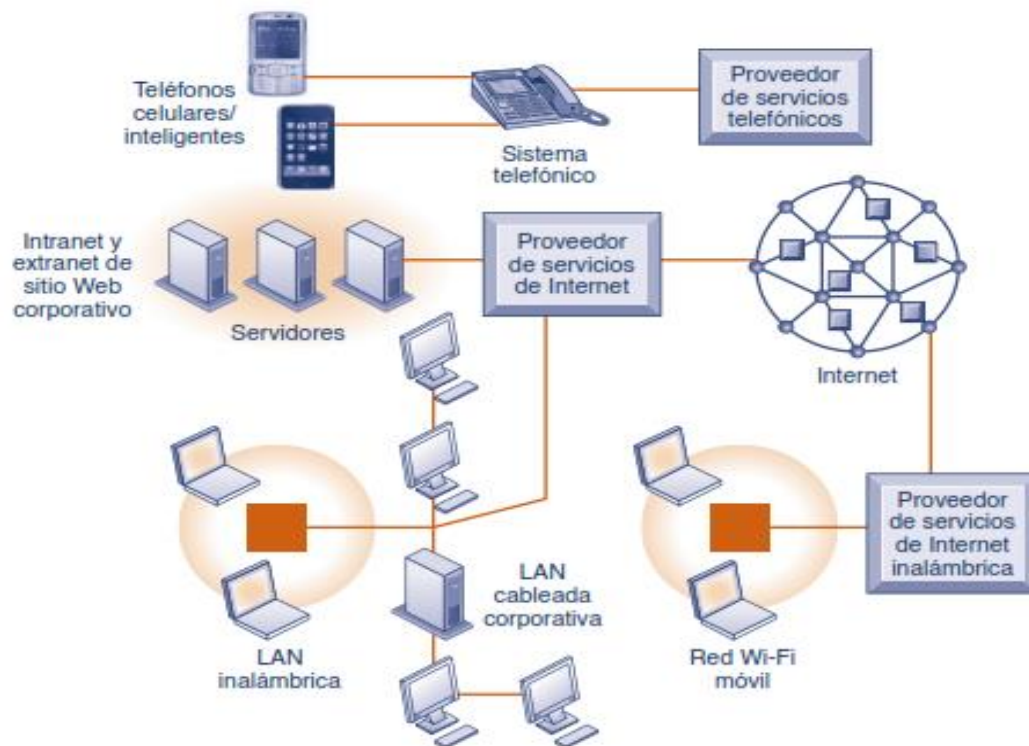 Teléfonos
celulares/
inteligentes
Sistema
telefónico
Proveedor
de servicios
telefónicos
Intranet y
extranet de
sitio Web
corporativo
Servidores
Proveedor
de servicios
de Internet
Internet
LAN
inalámbrica
LAN
cableada
corporativa
Red Wi-Fi
móvil
Proveedor
de servicios
de Internet
inalámbrica